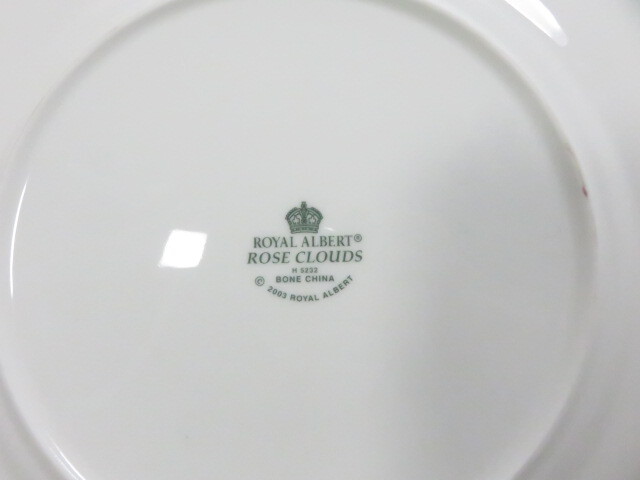 ROYAL ALBERT®
ROSE CLOUDS
H 5232
BONE CHINA
© 2003 ROYAL ALBERT